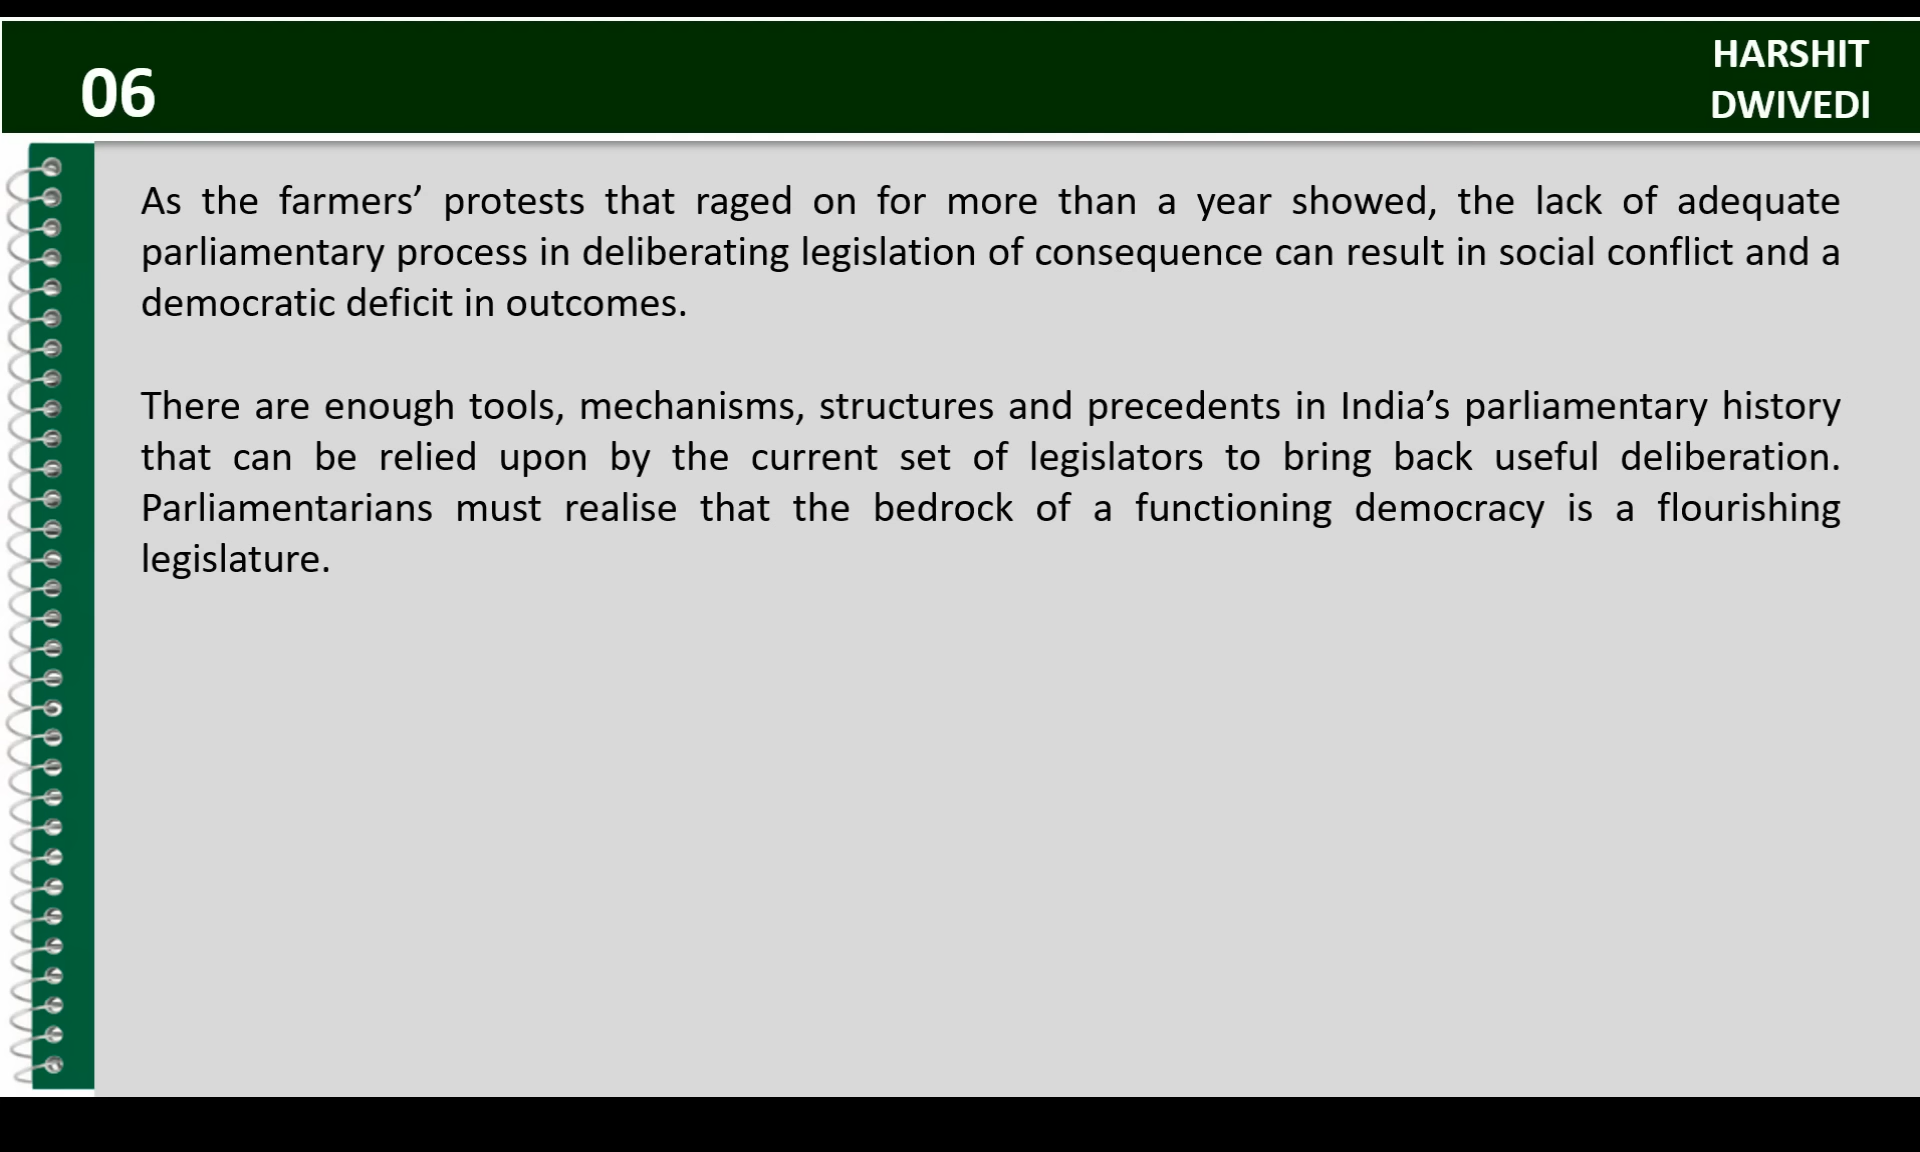 06
HARSHIT
DWIVEDI
As the farmers’ protests that raged on for more than a year showed, the lack of adequate
parliamentary process in deliberating legislation of consequence can result in social conflict and a
democratic deficit in outcomes.
There are enough tools, mechanisms, structures and precedents in India’s parliamentary history
that can be relied upon by the current set of legislators to bring back useful deliberation.
Parliamentarians must realise that the bedrock of a functioning democracy is a flourishing
legislature.